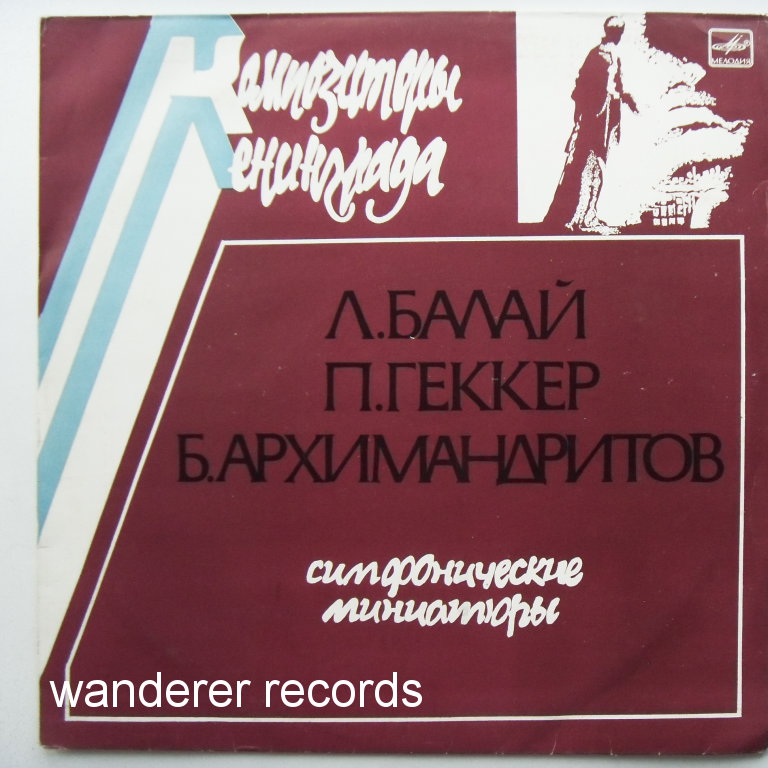 Композиторы
Ленинграда
МЕЛОДИЯ
Л.БАЛАЙ
П.ГЕККЕР
Б.АРХИМАНДРИТОВ
симфонические
миниатюры
wanderer records